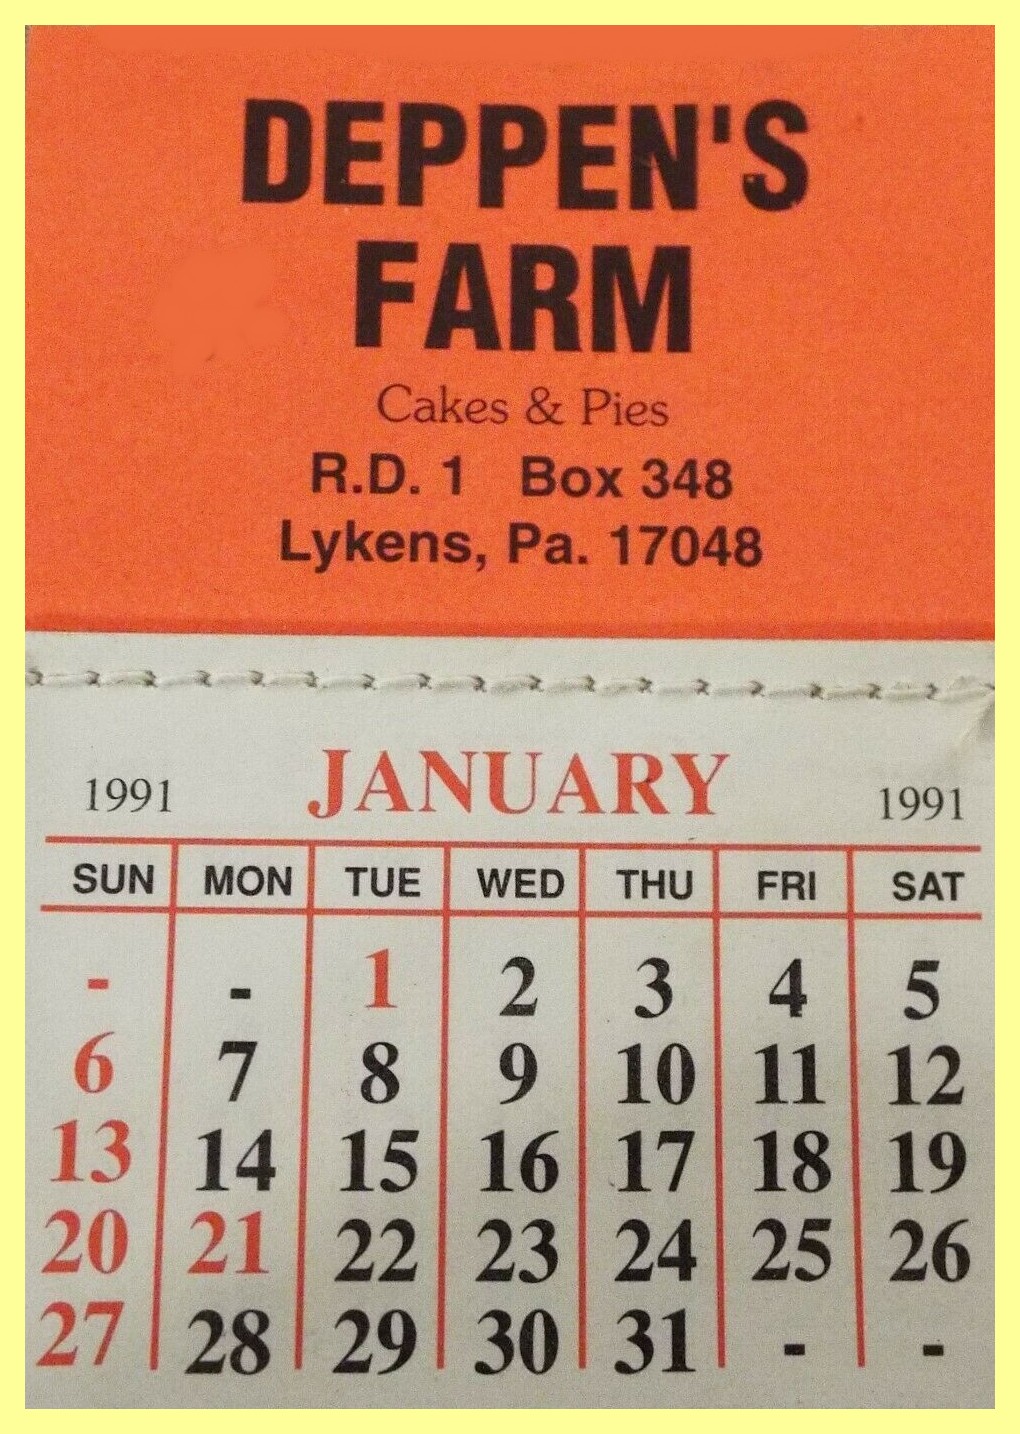 DEPPEN'S
FARM
Cakes & Pies
R.D. 1 Box 348
Lykens, Pa. 17048
1991 JANUARY 1991
SUN MON TUE WED THU FRI SAT
- - 1 2 3 4 5
6 7 8 9 10 11 12
13 14 15 16 17 18 19
20 21 22 23 24 25 26
27 28 29 30 31 - -